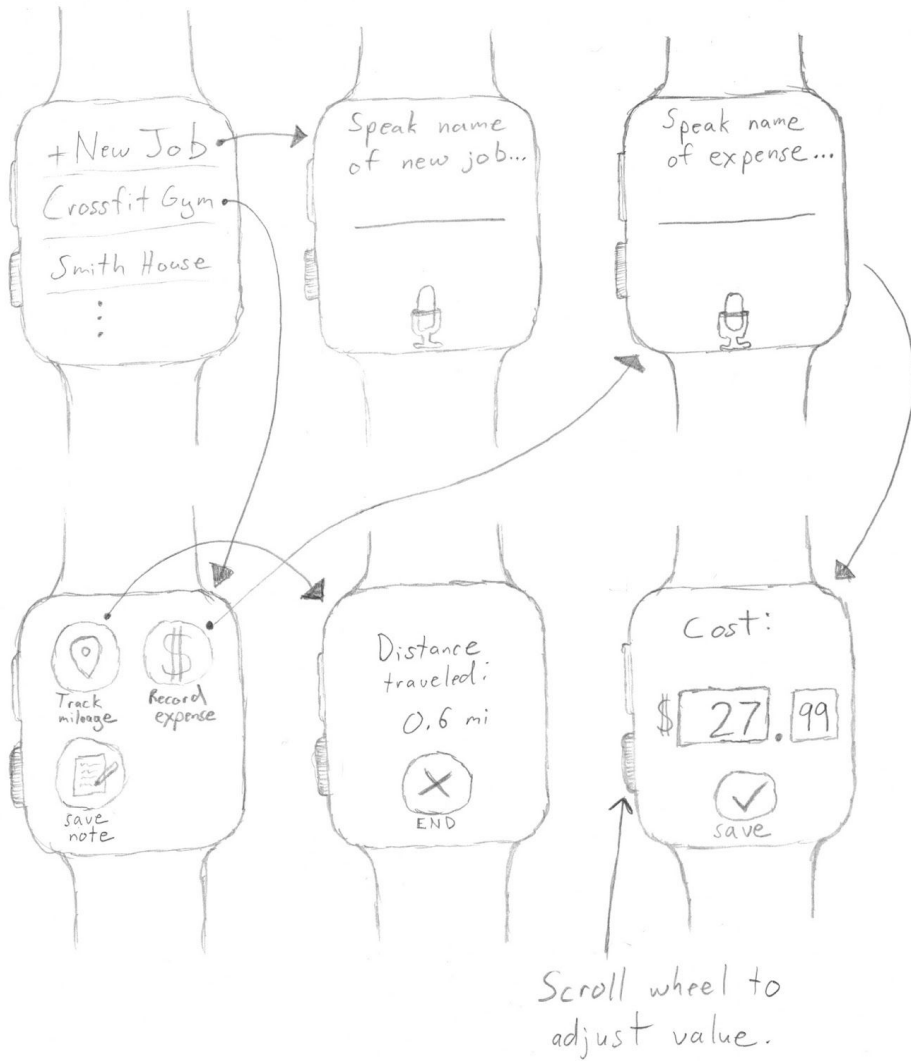 + New Job
Crossfit Gym
Smith House
Speak name
of new job...
Speak name
of expense...
Track
mileage
Record
expense
save
note
Distance
traveled:
0.6 mi
END
Cost:
$ 27 . 99
save
Scroll wheel to
adjust value.